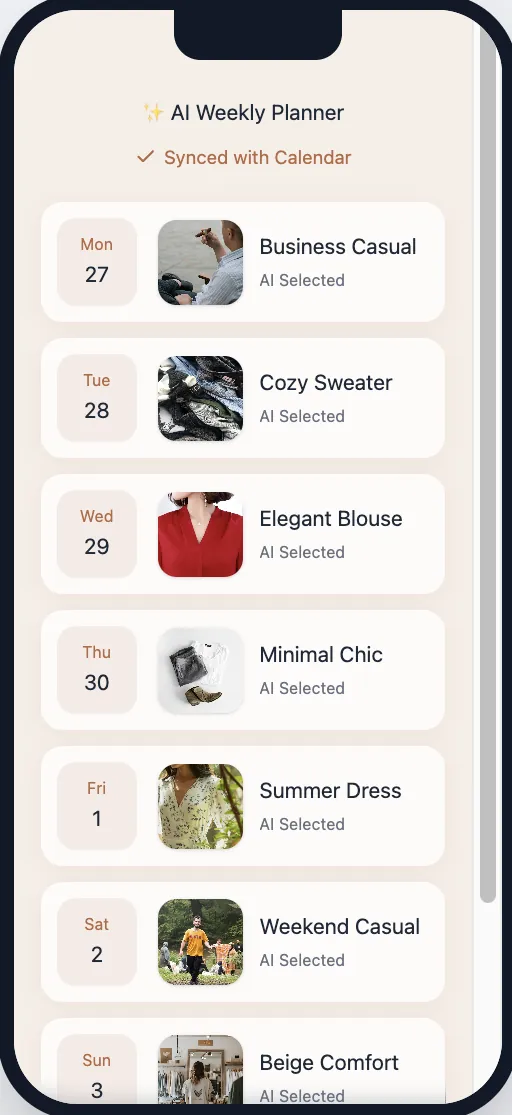 ✨ AI Weekly Planner
✓ Synced with Calendar
Mon
27
Business Casual
AI Selected
Tue
28
Cozy Sweater
AI Selected
Wed
29
Elegant Blouse
AI Selected
Thu
30
Minimal Chic
AI Selected
Fri
1
Summer Dress
AI Selected
Sat
2
Weekend Casual
AI Selected
Sun
3
Beige Comfort
AI Selected